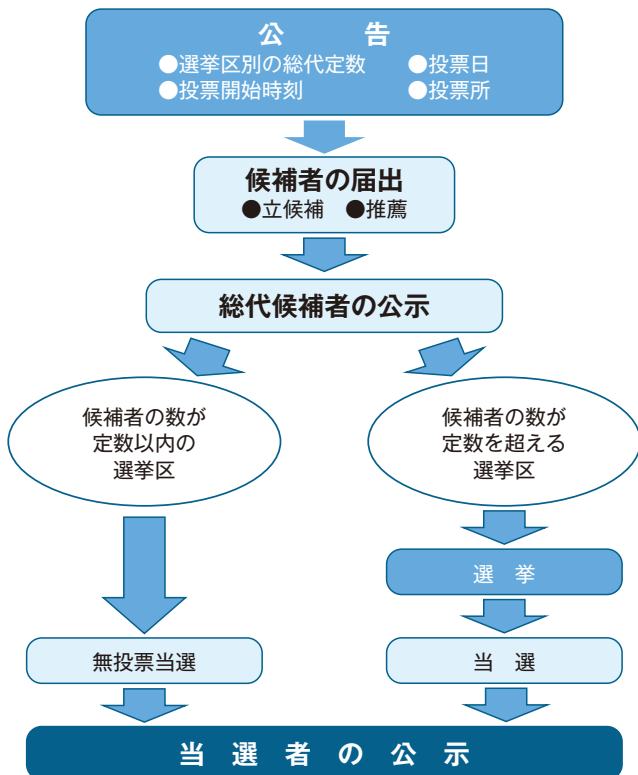 公　告
●選挙区別の総代定数　●投票日
●投票開始時刻　●投票所
候補者の届出
●立候補　●推薦
総代候補者の公示
候補者の数が
定数以内の
選挙区
候補者の数が
定数を超える
選挙区
選　挙
無投票当選
当　選
当選者の公示